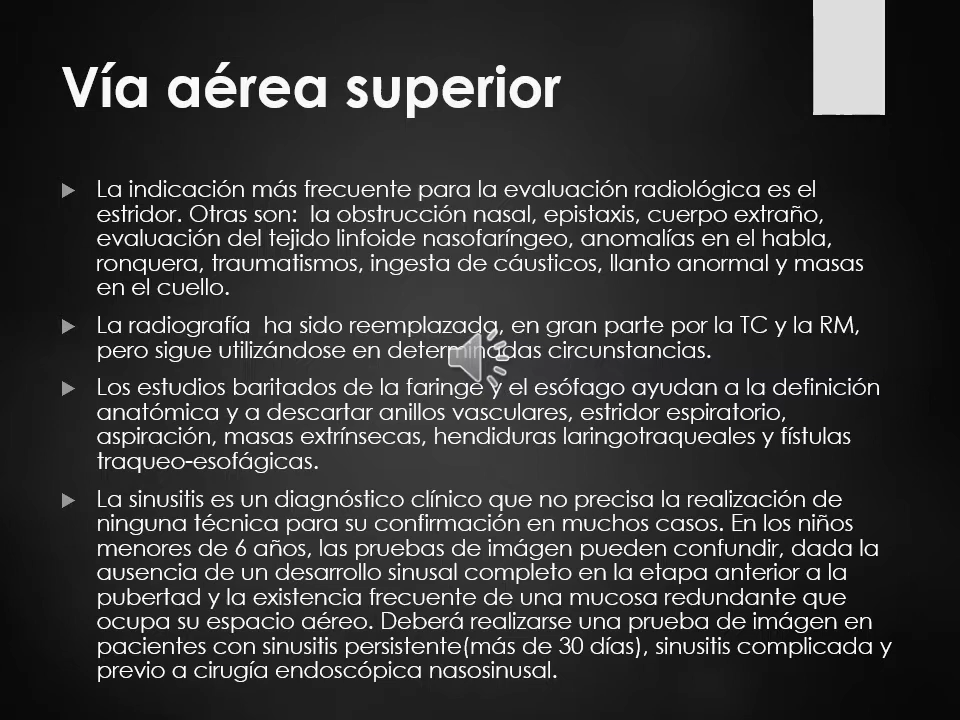 Vía aérea superior
La indicación más frecuente para la evaluación radiológica es el
estridor. Otras son:  la obstrucción nasal, epistaxis, cuerpo extraño,
evaluación del tejido linfoide nasofaríngeo, anomalías en el habla,
ronquera, traumatismos, ingesta de cáusticos, llanto anormal y masas
en el cuello.
La radiografía  ha sido reemplazada, en gran parte por la TC y la RM,
pero sigue utilizándose en determinadas circunstancias.
Los estudios baritados de la faringe y el esófago ayudan a la definición
anatómica y a descartar anillos vasculares, estridor espiratorio,
aspiración, masas extrínsecas, hendiduras laringotraqueales y fístulas
traqueo-esofágicas.
La sinusitis es un diagnóstico clínico que no precisa la realización de
ninguna técnica para su confirmación en muchos casos. En los niños
menores de 6 años, las pruebas de imágen pueden confundir, dada la
ausencia de un desarrollo sinusal completo en la etapa anterior a la
pubertad y la existencia frecuente de una mucosa redundante que
ocupa su espacio aéreo. Deberá realizarse una prueba de imágen en
pacientes con sinusitis persistente(más de 30 días), sinusitis complicada y
previo a cirugía endoscópica nasosinusal.